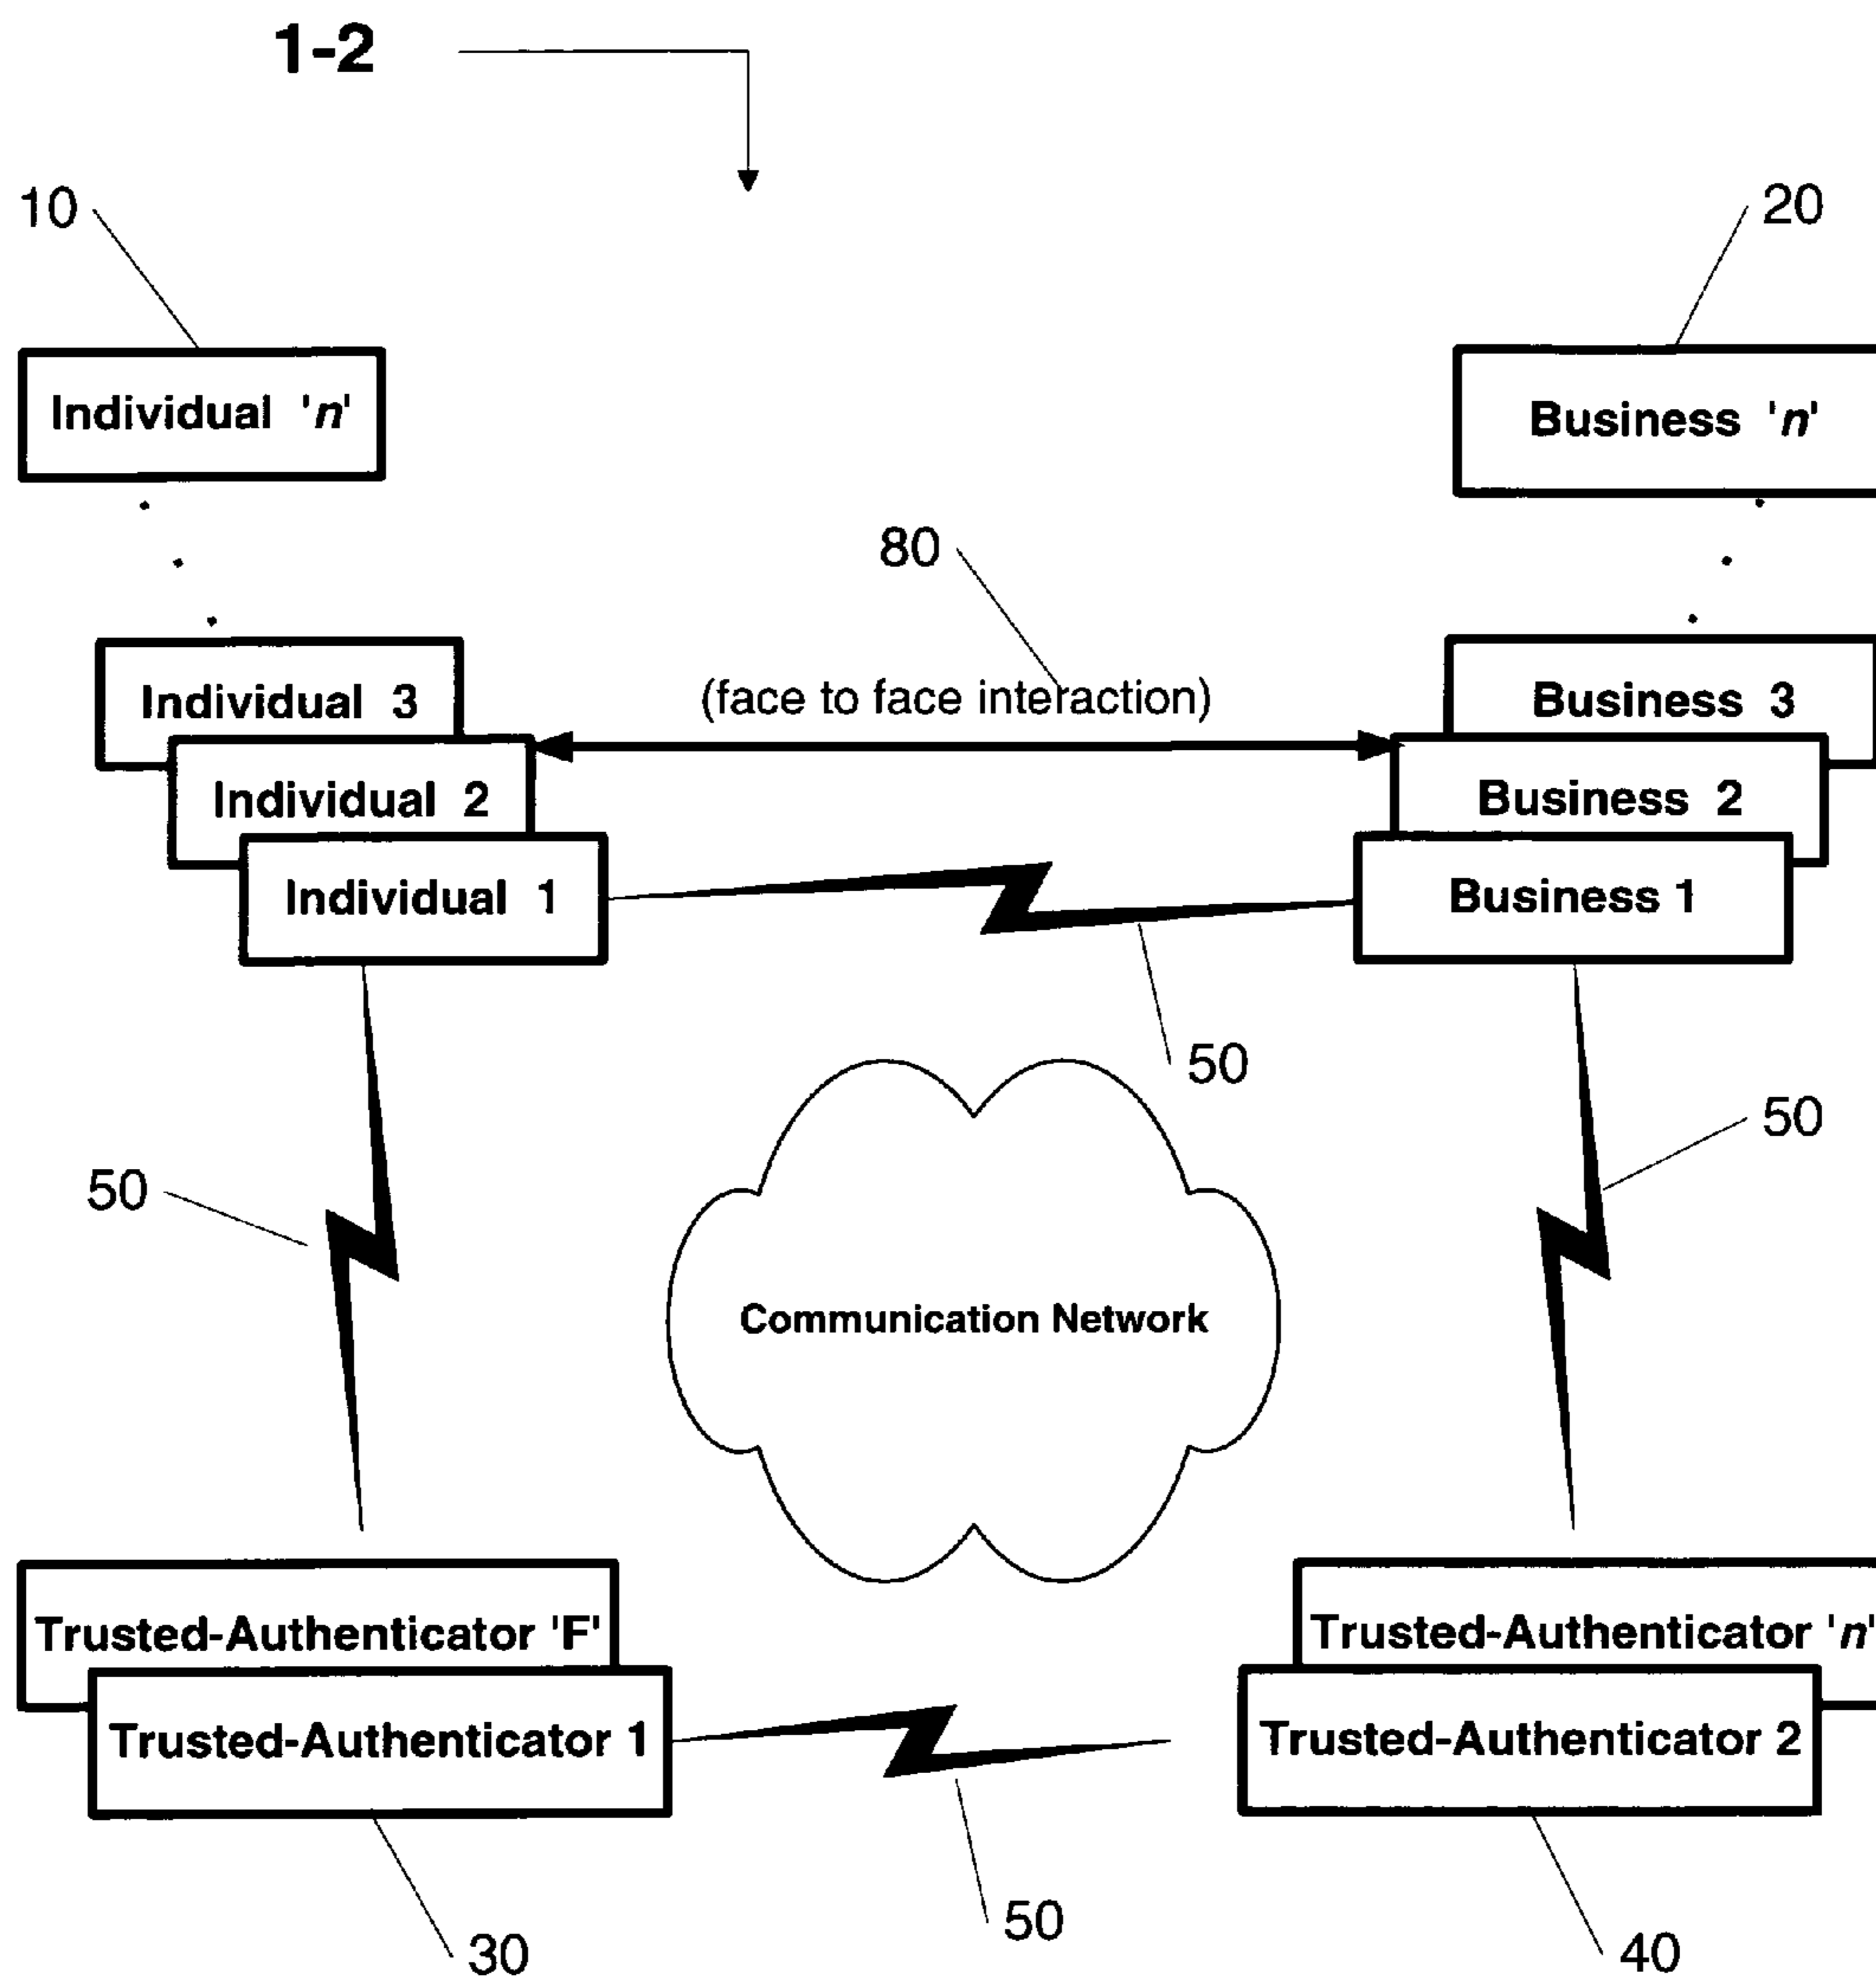 1-2
10
20
Individual 'n'
Business 'n'
80
(face to face interaction)
Individual 3
Business 3
Individual 2
Business 2
Individual 1
Business 1
50
50
50
Communication Network
Trusted-Authenticator 'F'
Trusted-Authenticator 'n'
Trusted-Authenticator 1
Trusted-Authenticator 2
50
30
40